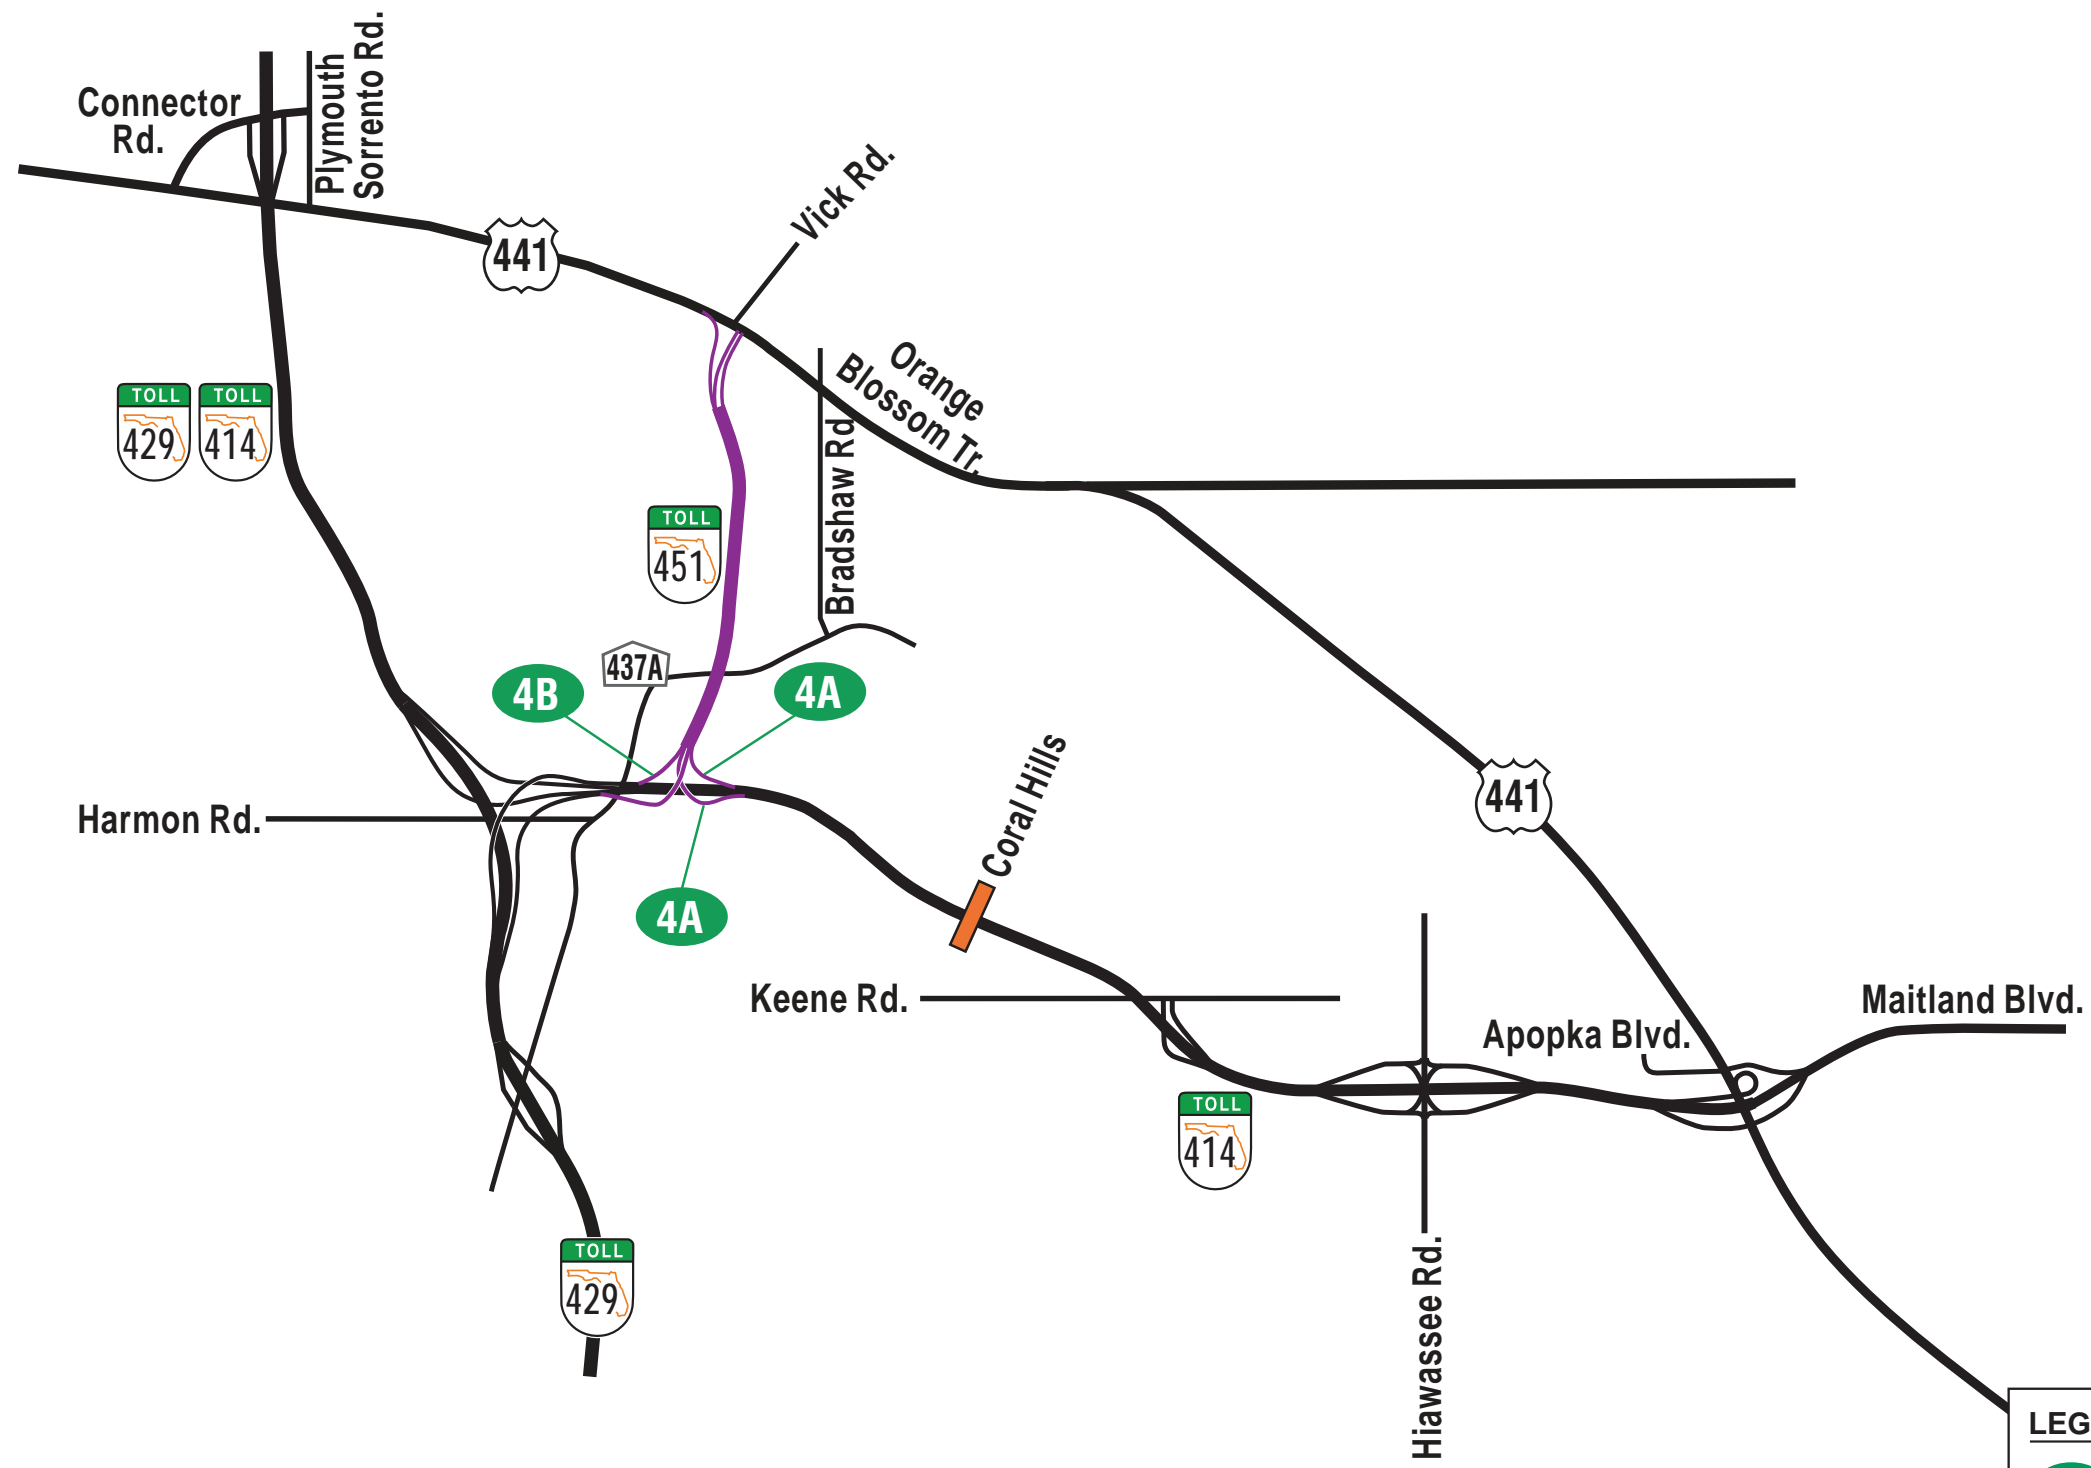 Connector
Rd.
Plymouth
Sorrento Rd.
441
Vick Rd.
Orange
Blossom Tr.
TOLL
429
TOLL
414
Bradshaw Rd
TOLL
451
437A
4B
4A
Harmon Rd.
Coral Hills
441
4A
Keene Rd.
Maitland Blvd.
Apopka Blvd.
TOLL
414
TOLL
429
Hiawassee Rd.
LEG